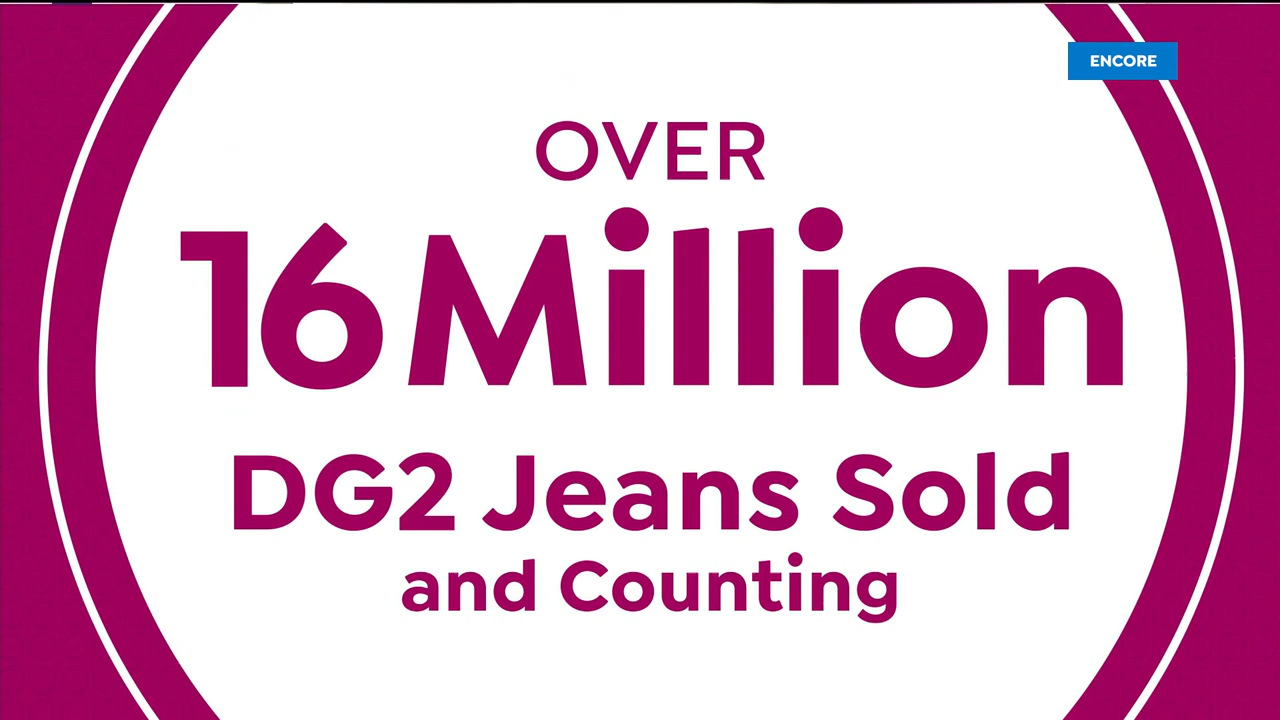 ENCORE
OVER
16 Million
DG2 Jeans Sold
and Counting